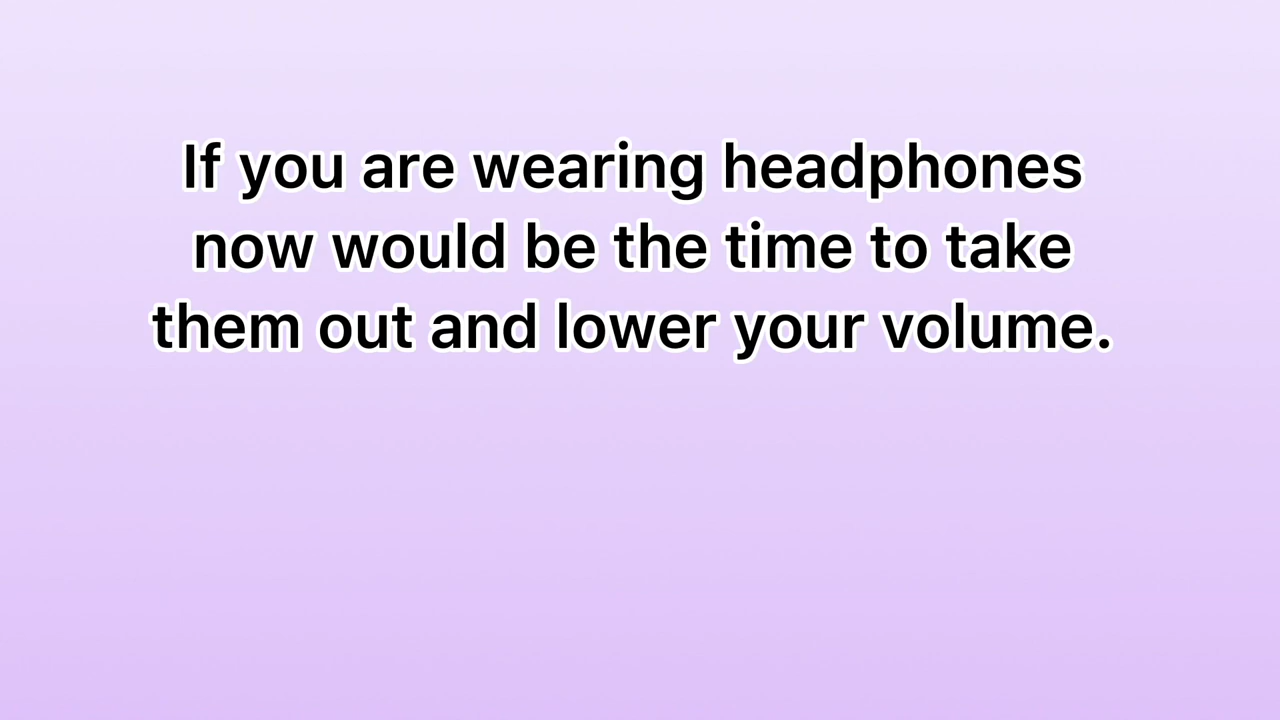 If you are wearing headphones
now would be the time to take
them out and lower your volume.